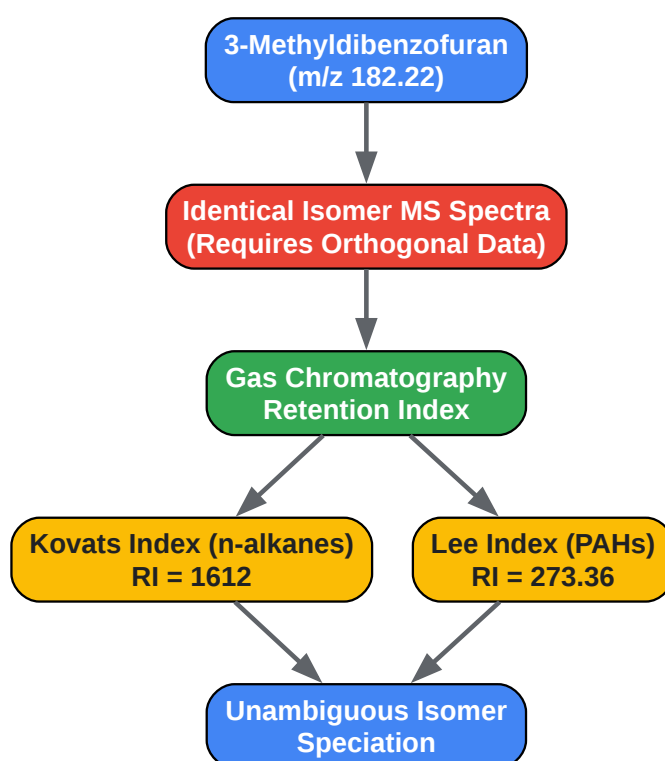 3-Methyldibenzofuran
(m/z 182.22)
Identical Isomer MS Spectra
(Requires Orthogonal Data)
Gas Chromatography
Retention Index
Kovats Index (n-alkanes)
RI = 1612
Lee Index (PAHs)
RI = 273.36
Unambiguous Isomer
Speciation